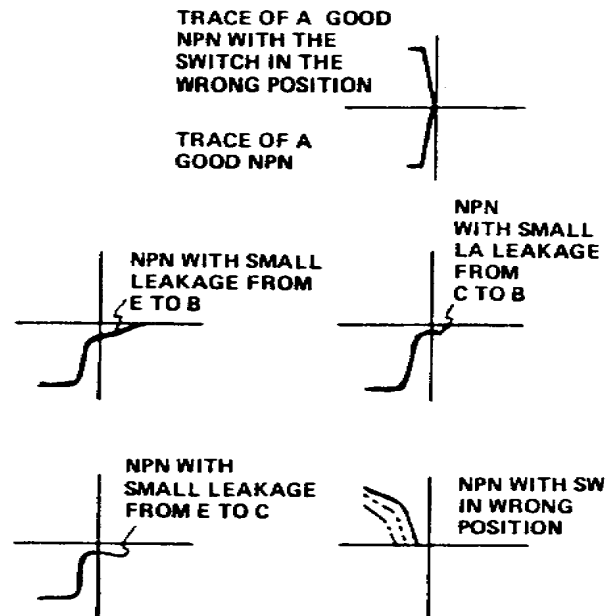 TRACE OF A GOOD
NPN WITH THE
SWITCH IN THE
WRONG POSITION
TRACE OF A
GOOD NPN
NPN WITH SMALL
LEAKAGE FROM
E TO B
NPN
WITH SMALL
LA LEAKAGE
FROM
C TO B
NPN WITH
SMALL LEAKAGE
FROM E TO C
NPN WITH SW
IN WRONG
POSITION